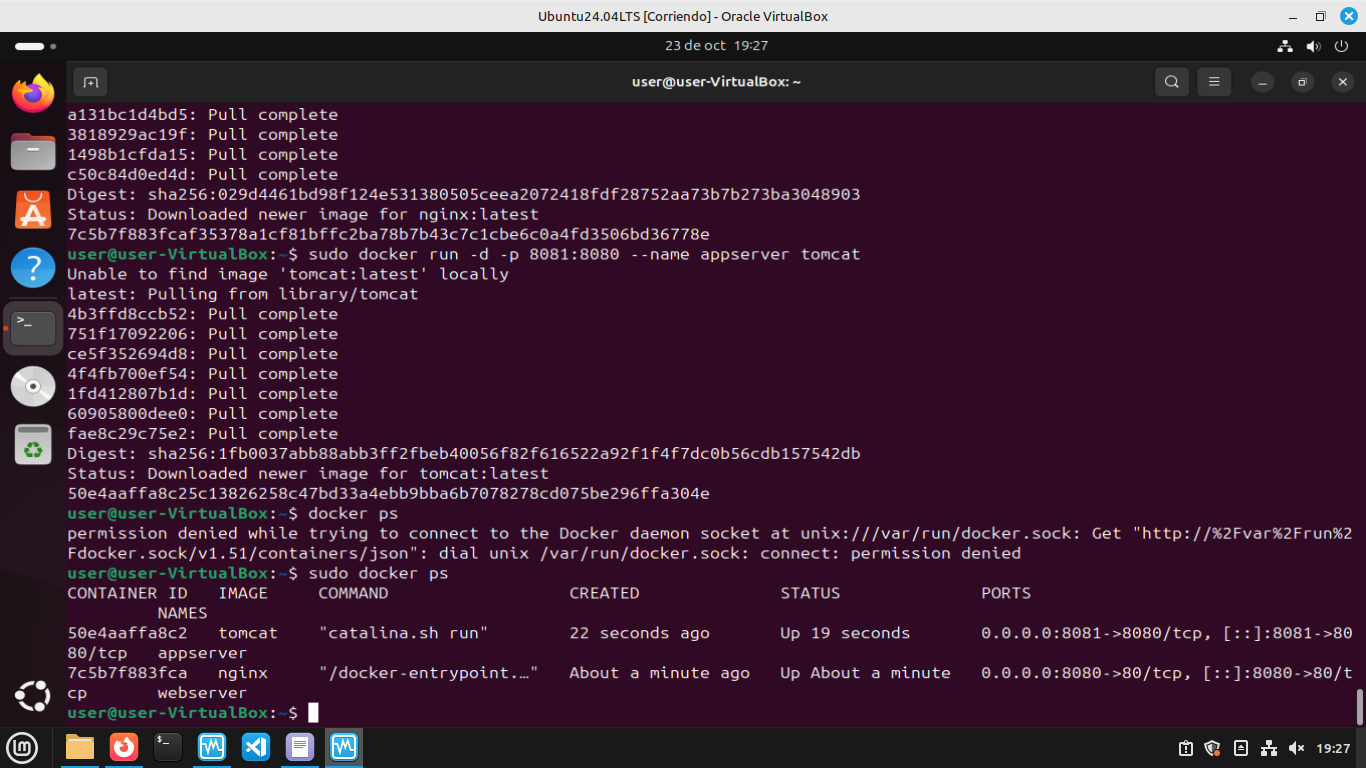 Ubuntu24.04LTS [Corriendo] - Oracle VirtualBox
23 de oct 19:27
user@user-VirtualBox: ~
a131bc1d4bd5: Pull complete
3818929ac19f: Pull complete
1498b1cfda15: Pull complete
c50c84d0ed4d: Pull complete
Digest: sha256:029d4461bd98f124e531380505ceea2072418fdf28752aa73b7b273ba3048903
Status: Downloaded newer image for nginx:latest
7c5b7f883fcaf35378a1cf81bffc2ba78b7b43c7c1cbe6c0a4fd3506bd36778e
user@user-VirtualBox:~$ sudo docker run -d -p 8081:8080 --name appserver tomcat
Unable to find image 'tomcat:latest' locally
latest: Pulling from library/tomcat
4b3ffd8ccb52: Pull complete
751f17092206: Pull complete
ce5f352694d8: Pull complete
4f4fb700ef54: Pull complete
1fd412807b1d: Pull complete
60905800dee0: Pull complete
fae8c29c75e2: Pull complete
Digest: sha256:1fb0037abb88abb3ff2fbeb40056f82f616522a92f1f4f7dc0b56cdb157542db
Status: Downloaded newer image for tomcat:latest
50e4aaffa8c25c13826258c47bd33a4ebb9bba6b7078278cd075be296ffa304e
user@user-VirtualBox:~$ docker ps
permission denied while trying to connect to the Docker daemon socket at unix:///var/run/docker.sock: Get "http://%2Fvar%2Frun%2
Fdocker.sock/v1.51/containers/json": dial unix /var/run/docker.sock: connect: permission denied
user@user-VirtualBox:~$ sudo docker ps
CONTAINER ID   IMAGE     COMMAND                  CREATED              STATUS              PORTS
         NAMES
50e4aaffa8c2   tomcat    "catalina.sh run"        22 seconds ago       Up 19 seconds       0.0.0.0:8081->8080/tcp, [::]:8081->80
80/tcp   appserver
7c5b7f883fca   nginx     "/docker-entrypoint.…"   About a minute ago   Up About a minute   0.0.0.0:8080->80/tcp, [::]:8080->80/t
cp       webserver
user@user-VirtualBox:~$
19:27